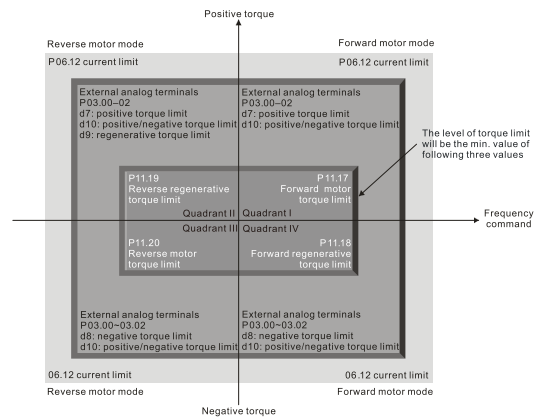 Positive torque
Reverse motor mode
Forward motor mode
P06.12 current limit
P06.12 current limit
External analog terminals
P03.00~02
d7: positive torque limit
d10: positive/negative torque limit
d9: regenerative torque limit
External analog terminals
P03.00~02
d7: positive torque limit
d10: positive/negative torque limit
The level of torque limit
will be the min. value of
following three values
P11.19
Reverse regenerative
torque limit
P11.17
Forward motor
torque limit
Quadrant II
Quadrant I
Quadrant III
Quadrant IV
Frequency
command
P11.20
Reverse motor
torque limit
P11.18
Forward regenerative
torque limit
External analog terminals
P03.00~03.02
d8: negative torque limit
d10: positive/negative torque limit
External analog terminals
P03.00~03.02
d8: negative torque limit
d10: positive/negative torque limit
06.12 current limit
06.12 current limit
Reverse motor mode
Forward motor mode
Negative torque